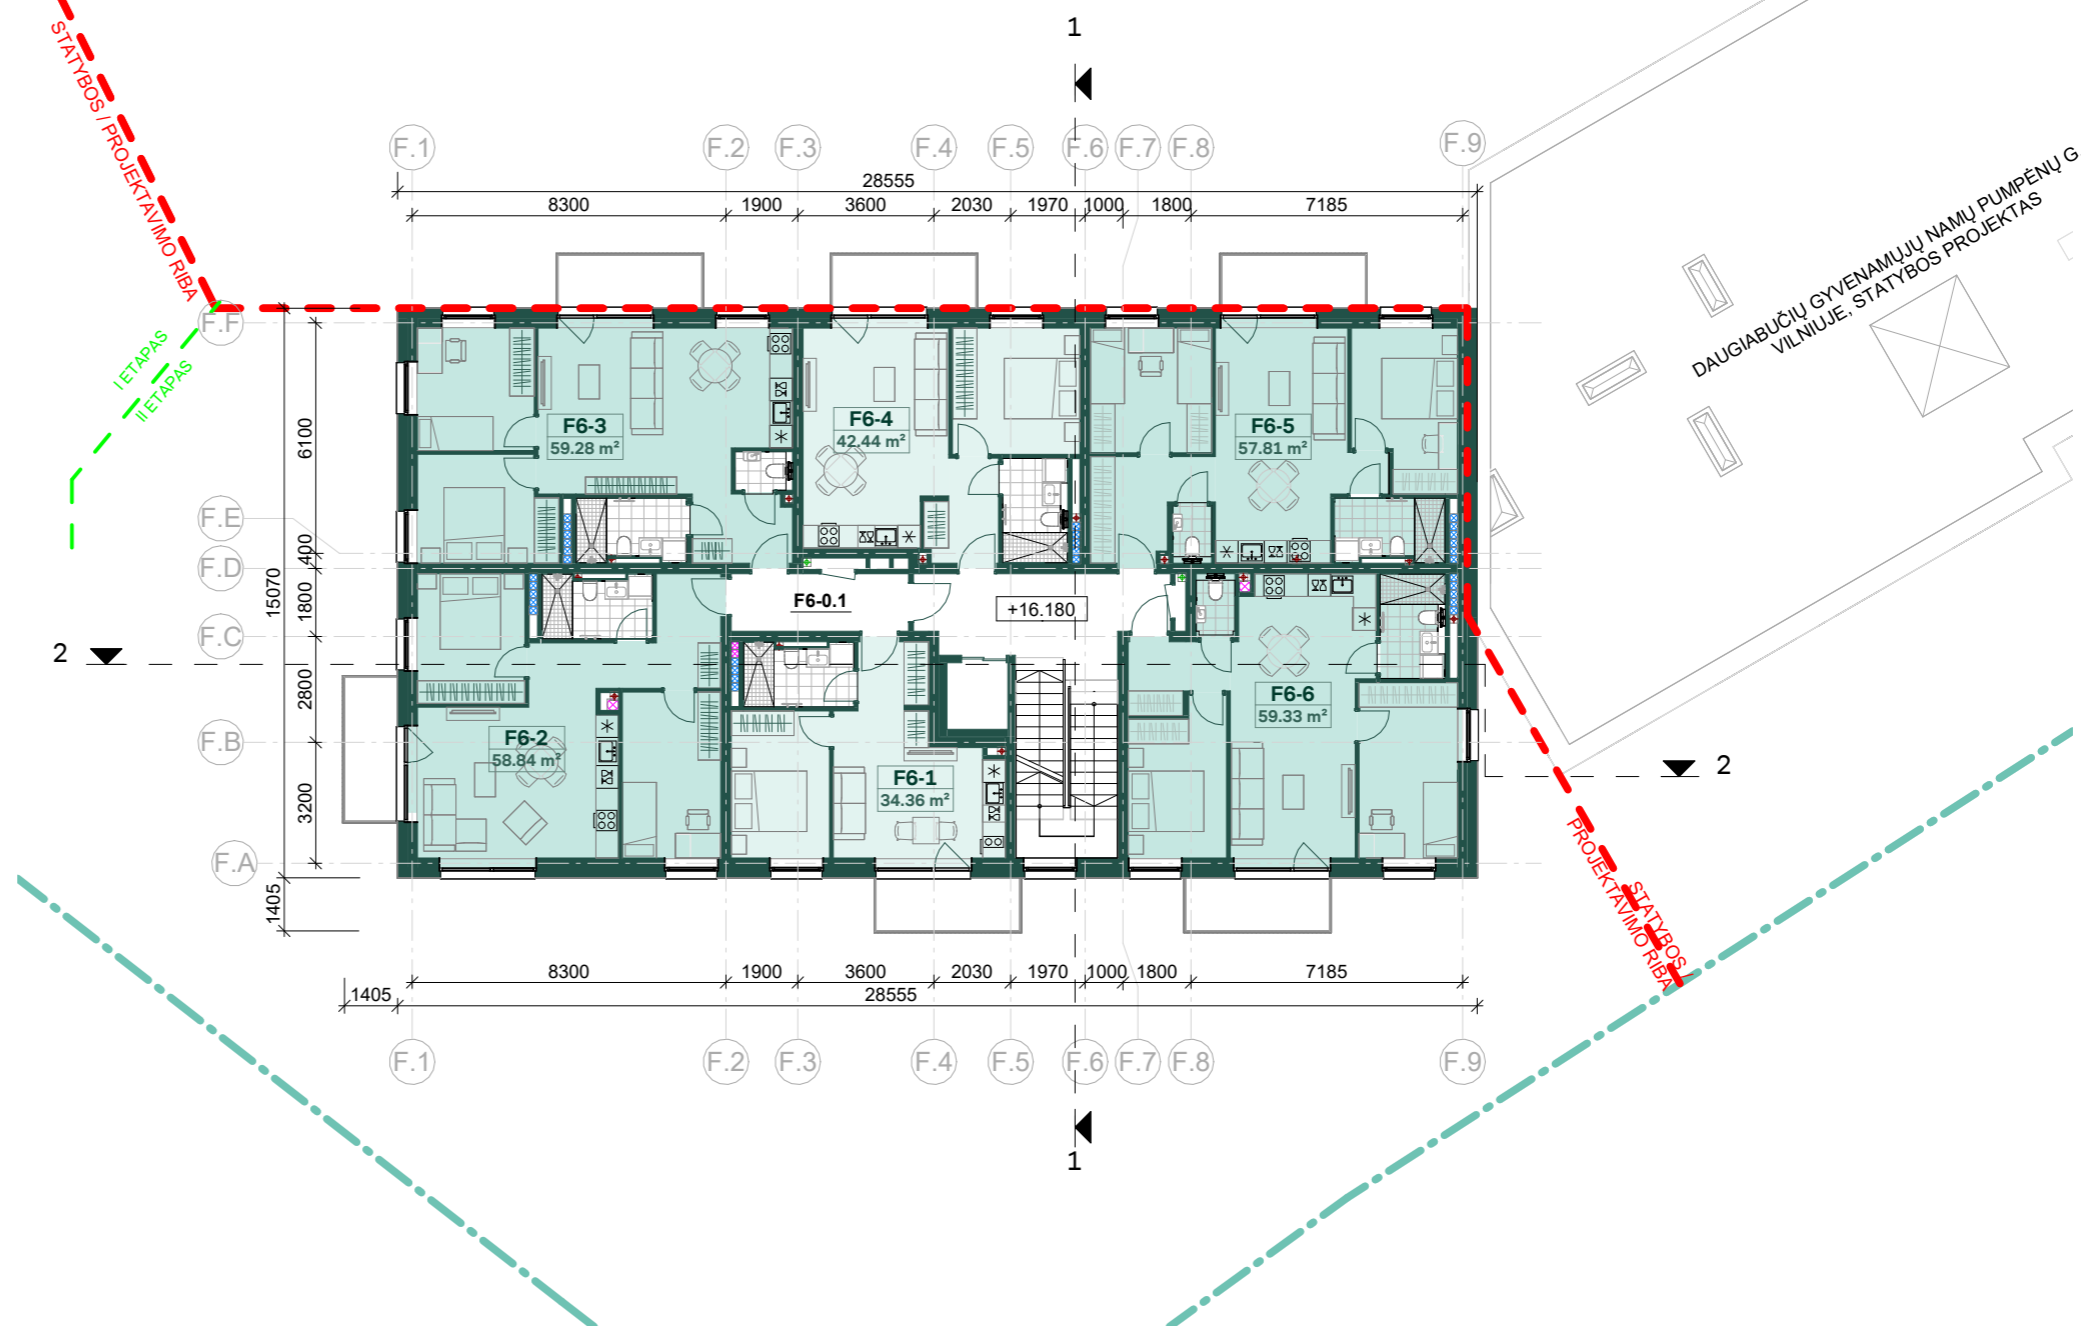 1
STATYBOS / PROJEKTAVIMO RIBA
F.1
F.2
F.3
F.4
F.5
F.6
F.7
F.8
F.9
28555
8300
1900
3600
2030
1970
1000
1800
7185
DAUGIABUČIŲ GYVENAMŲJŲ NAMŲ PUMPĖNŲ G
VILNIUJE, STATYBOS PROJEKTAS
F.F
I ETAPAS
II ETAPAS
F6-3
59.28 m²
F6-4
42.44 m²
F6-5
57.81 m²
6100
F.E
400
F.D
15070
1800
F6-0.1
+16.180
F.C
2
2800
F6-6
59.33 m²
F.B
F6-2
58.84 m²
F6-1
34.36 m²
2
3200
F.A
1405
STATYBOS /
PROJEKTAVIMO RIBA
8300
1900
3600
2030
1970
1000
1800
7185
1405
28555
F.1
F.2
F.3
F.4
F.5
F.6
F.7
F.8
F.9
1